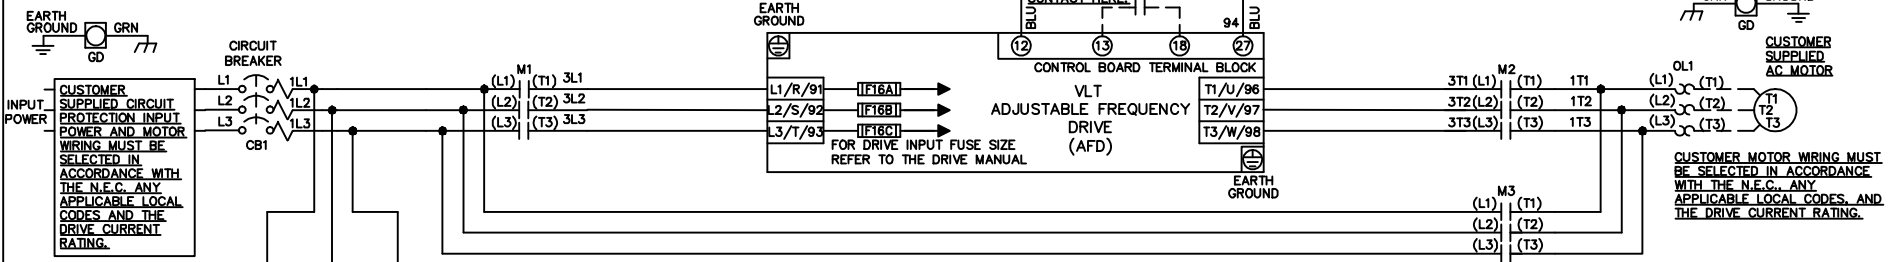 EARTH
GROUND
GRN
GD
CIRCUIT
BREAKER
INPUT
POWER
CUSTOMER
SUPPLIED CIRCUIT
PROTECTION INPUT
POWER AND MOTOR
WIRING MUST BE
SELECTED IN
ACCORDANCE WITH
THE N.E.C. ANY
APPLICABLE LOCAL
CODES AND THE
DRIVE CURRENT
RATING.
L1 1L1
L2 1L2
L3 1L3
CB1
M1
(L1) (T1) 3L1
(L2) (T2) 3L2
(L3) (T3) 3L3
EARTH
GROUND
BLU
94
BLU
12 13 18 27
CONTROL BOARD TERMINAL BLOCK
L1/R/91 F16A
L2/S/92 F16B
L3/T/93 F16C
FOR DRIVE INPUT FUSE SIZE
REFER TO THE DRIVE MANUAL
VLT
ADJUSTABLE FREQUENCY
DRIVE
(AFD)
T1/U/96
T2/V/97
T3/W/98
EARTH
GROUND
M2
3T1 (L1) (T1) 1T1
3T2(L2) (T2) 1T2
3T3(L3) (T3) 1T3
M3
(L1) (T1)
(L2) (T2)
(L3) (T3)
GD
CUSTOMER
SUPPLIED
AC MOTOR
OL1
(L1) (T1)
(L2) (T2)
(L3) (T3)
T1
T2
T3
CUSTOMER MOTOR WIRING MUST
BE SELECTED IN ACCORDANCE
WITH THE N.E.C., ANY
APPLICABLE LOCAL CODES, AND
THE DRIVE CURRENT RATING.